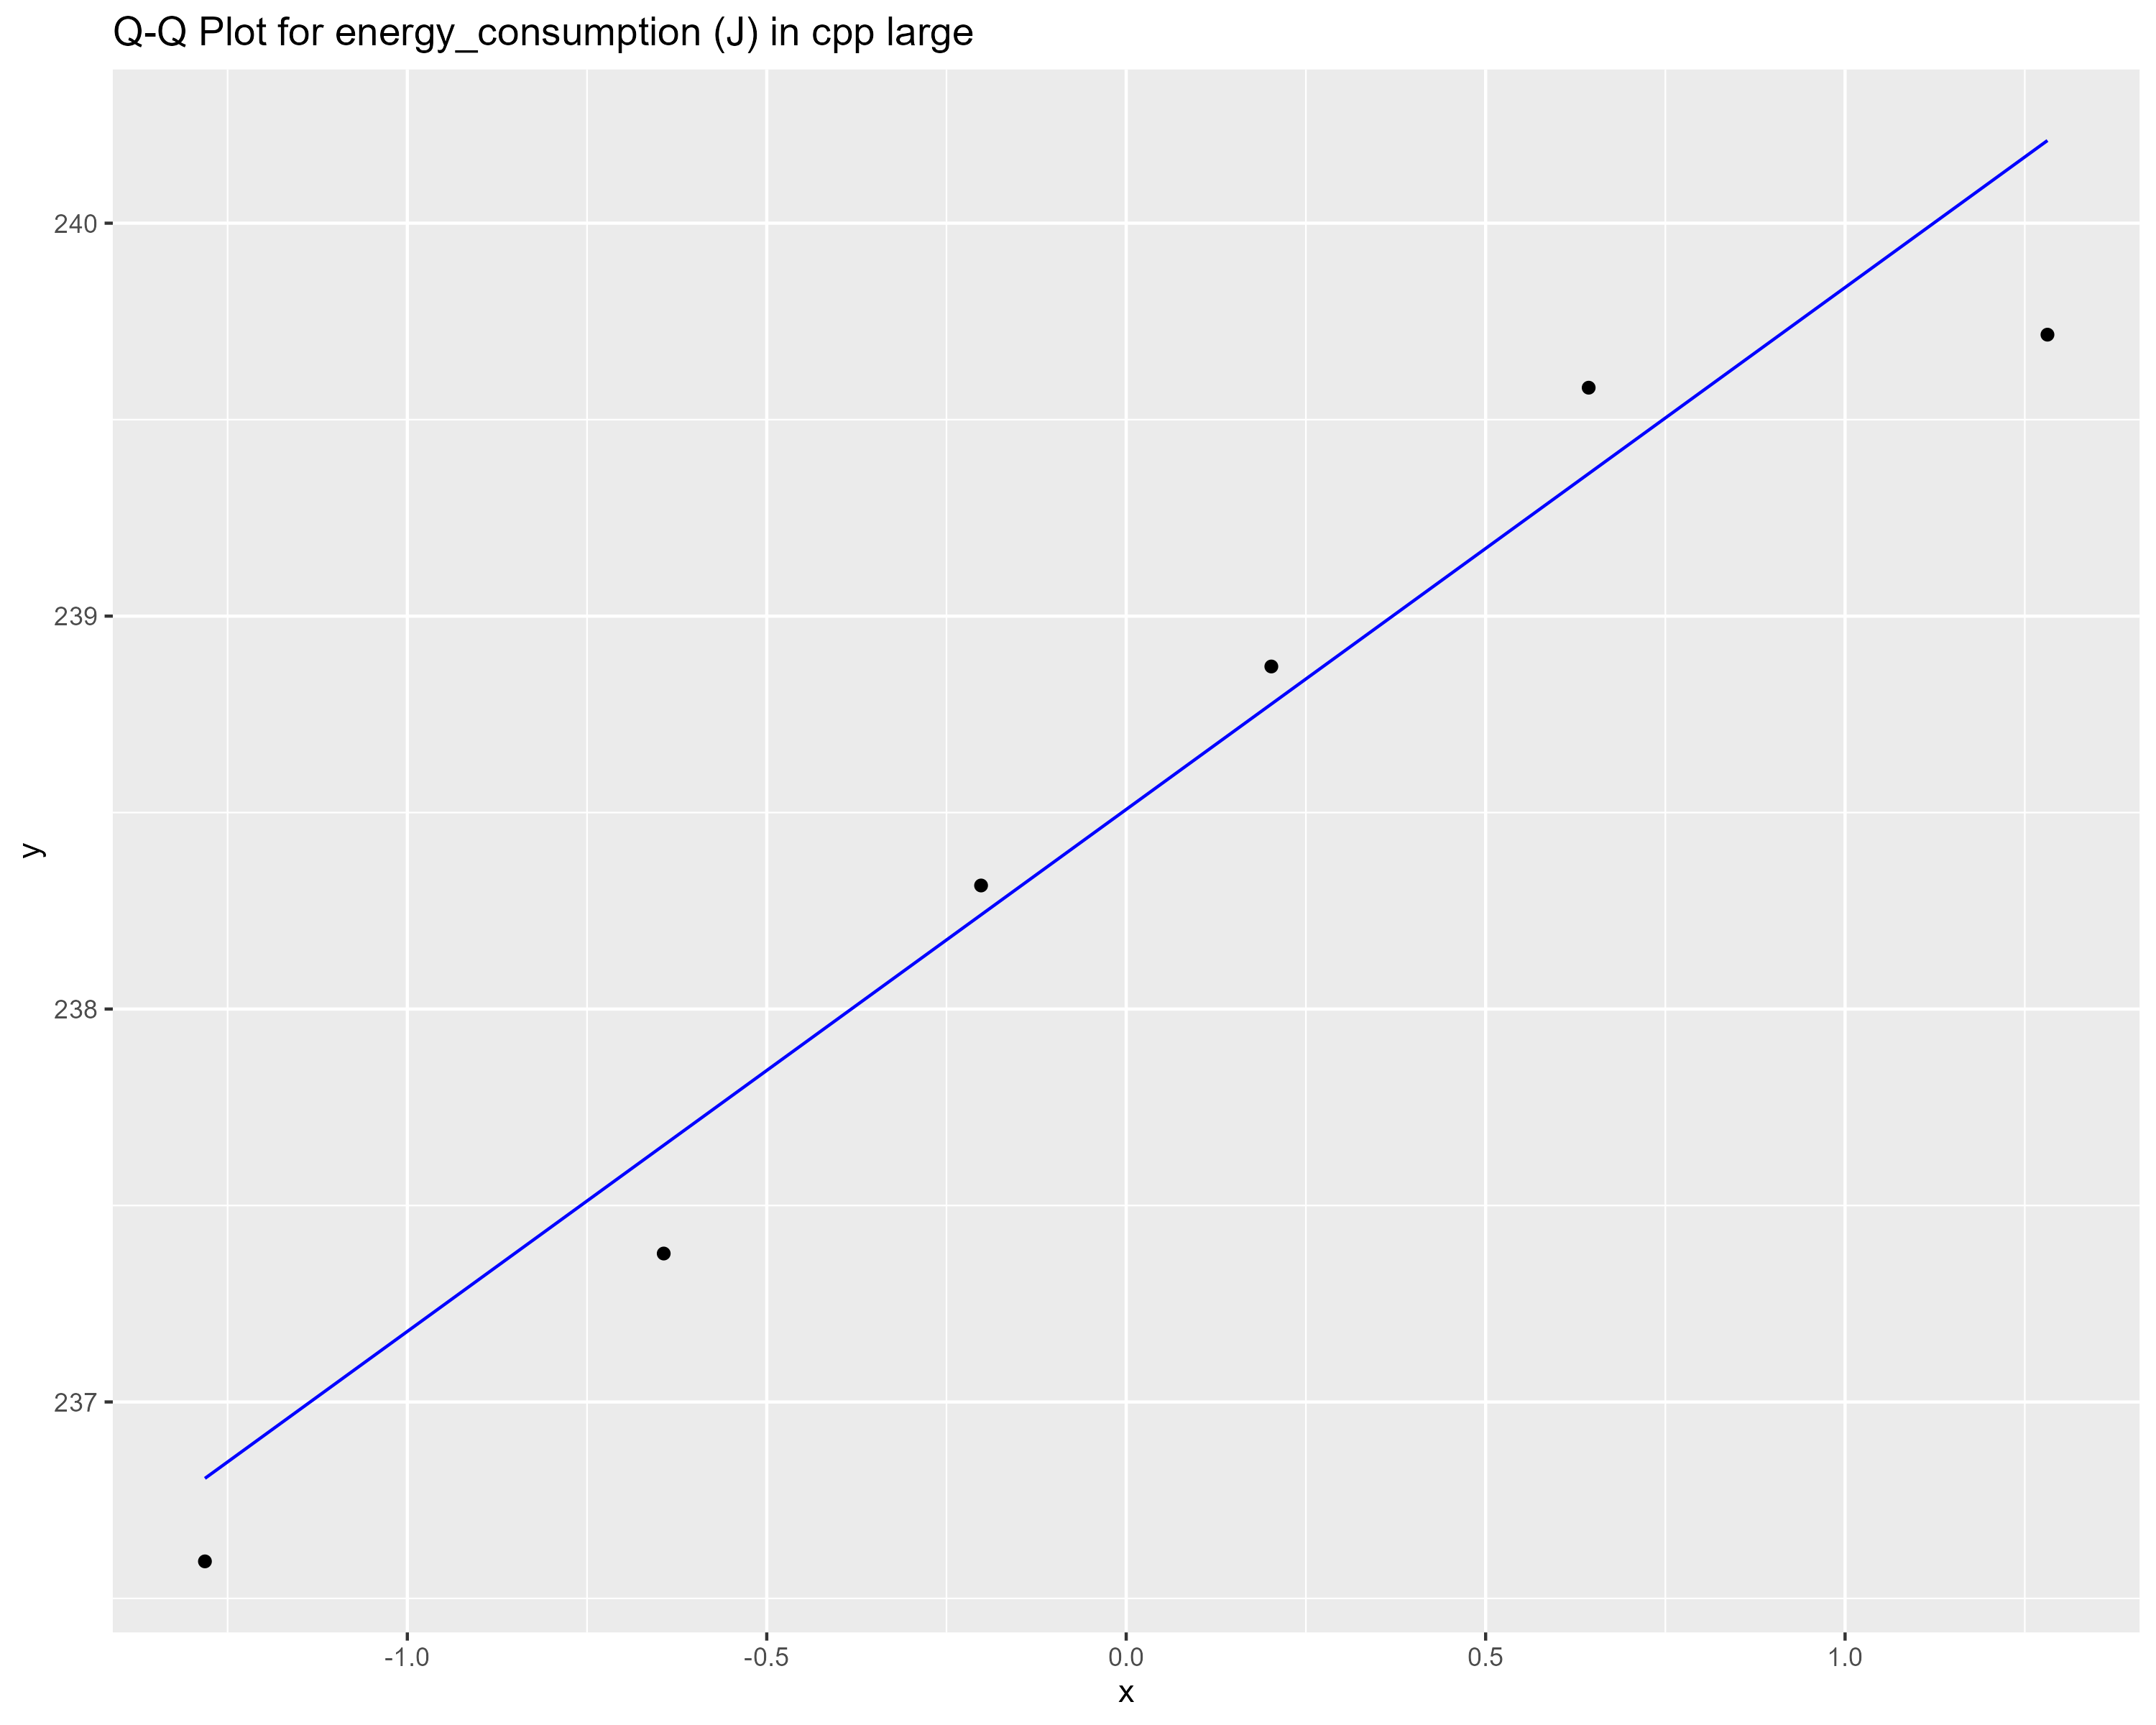 Q-Q Plot for energy_consumption (J) in cpp large
240
239
238
237
y
-1.0 -0.5 0.0 0.5 1.0
x